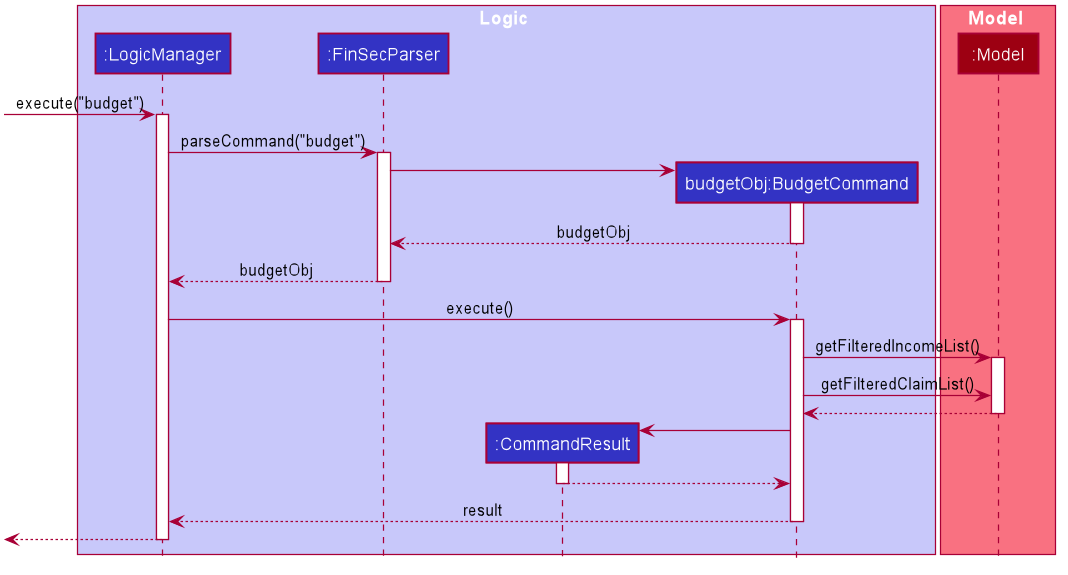 Logic
Model
:LogicManager
:FinSecParser
:Model
execute("budget")
parseCommand("budget")
budgetObj:BudgetCommand
budgetObj
budgetObj
execute()
getFilteredIncomeList()
getFilteredClaimList()
:CommandResult
result